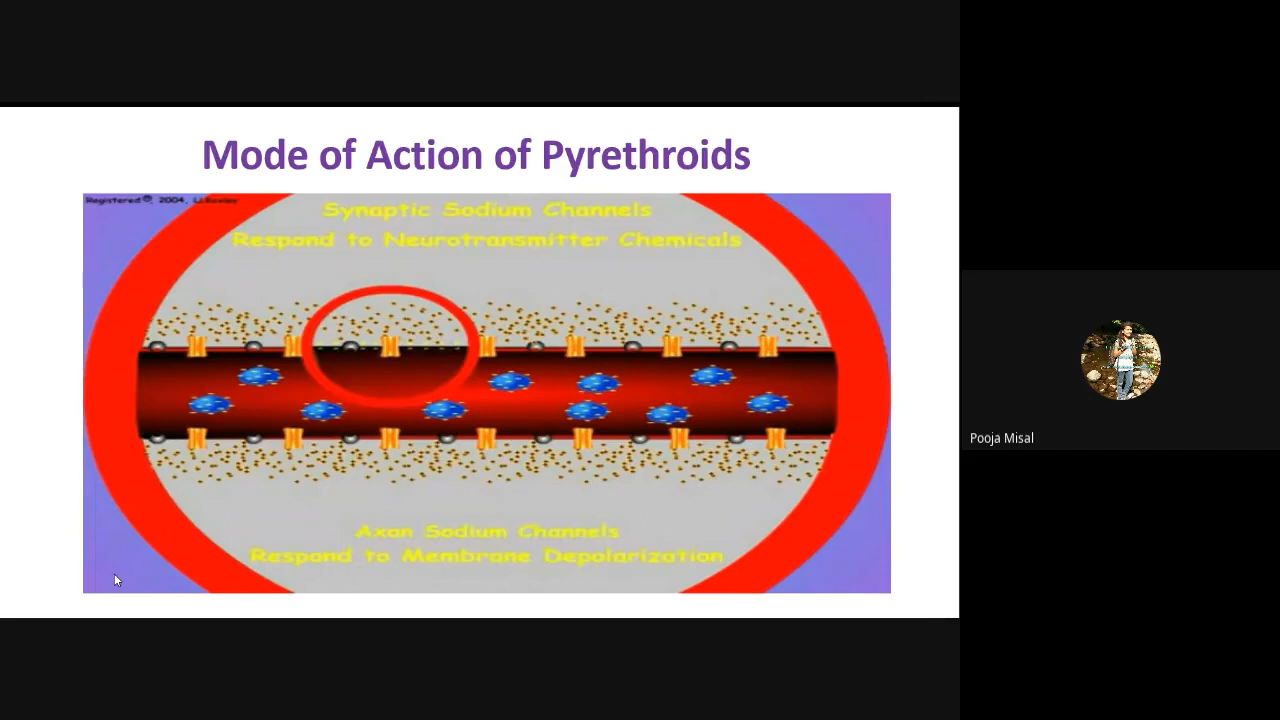 Mode of Action of Pyrethroids
Registered ©, 2004,
Synaptic Sodium Channels
Respond to Neurotransmitter Chemicals
Axon Sodium Channels
Respond to Membrane Depolarization
Pooja Misal